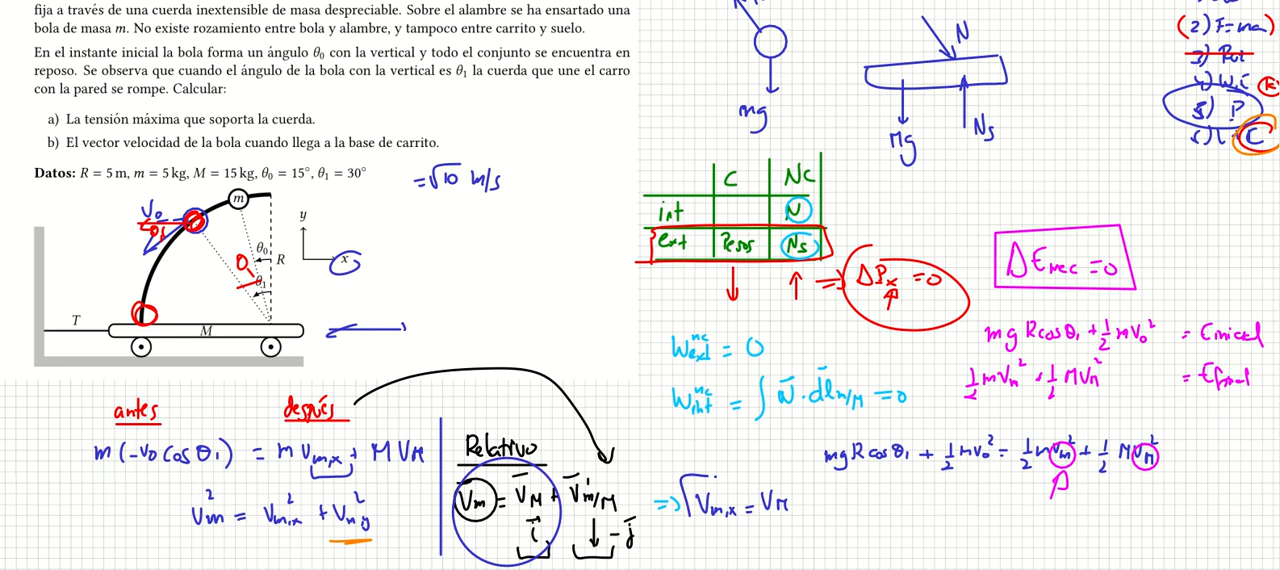 fija a través de una cuerda inextensible de masa despreciable. Sobre el alambre se ha ensartado una
bola de masa m. No existe rozamiento entre bola y alambre, y tampoco entre carrito y suelo.
En el instante inicial la bola forma un ángulo θ₀ con la vertical y todo el conjunto se encuentra en
reposo. Se observa que cuando el ángulo de la bola con la vertical es θ₁ la cuerda que une el carro
con la pared se rompe. Calcular:
a) La tensión máxima que soporta la cuerda.
b) El vector velocidad de la bola cuando llega a la base de carrito.
Datos: R = 5 m, m = 5 kg, M = 15 kg, θ₀ = 15°, θ₁ = 30°
= √10 m/s
V₀
θ₁
m
θ₀
R
θ₁
θ₁
y
x
T
M
mg
N
Mg
Ns
(2) F=ma)
4) W.C (k)
5) ?
C
C NC
int N
ext Pesos Ns
=> ΔPx = 0
ΔEmec = 0
W ext nc = 0
W int nc = ∫ N̄ · dl̄ m/M = 0
mg R cos θ₁ + ½ m V₀² = Einicial
½ m Vm² + ½ M VM² = Efinal
mg R cos θ₁ + ½ m V₀² = ½ m Vm² + ½ M VM²
antes después
m (-V₀ cos θ₁) = m Vm,x + M VM
Vm² = Vm,x² + Vm,y²
Relativo
V̄m = V̄M + V̄m/M
ī ↓ -j̄
=> Vm,x = VM